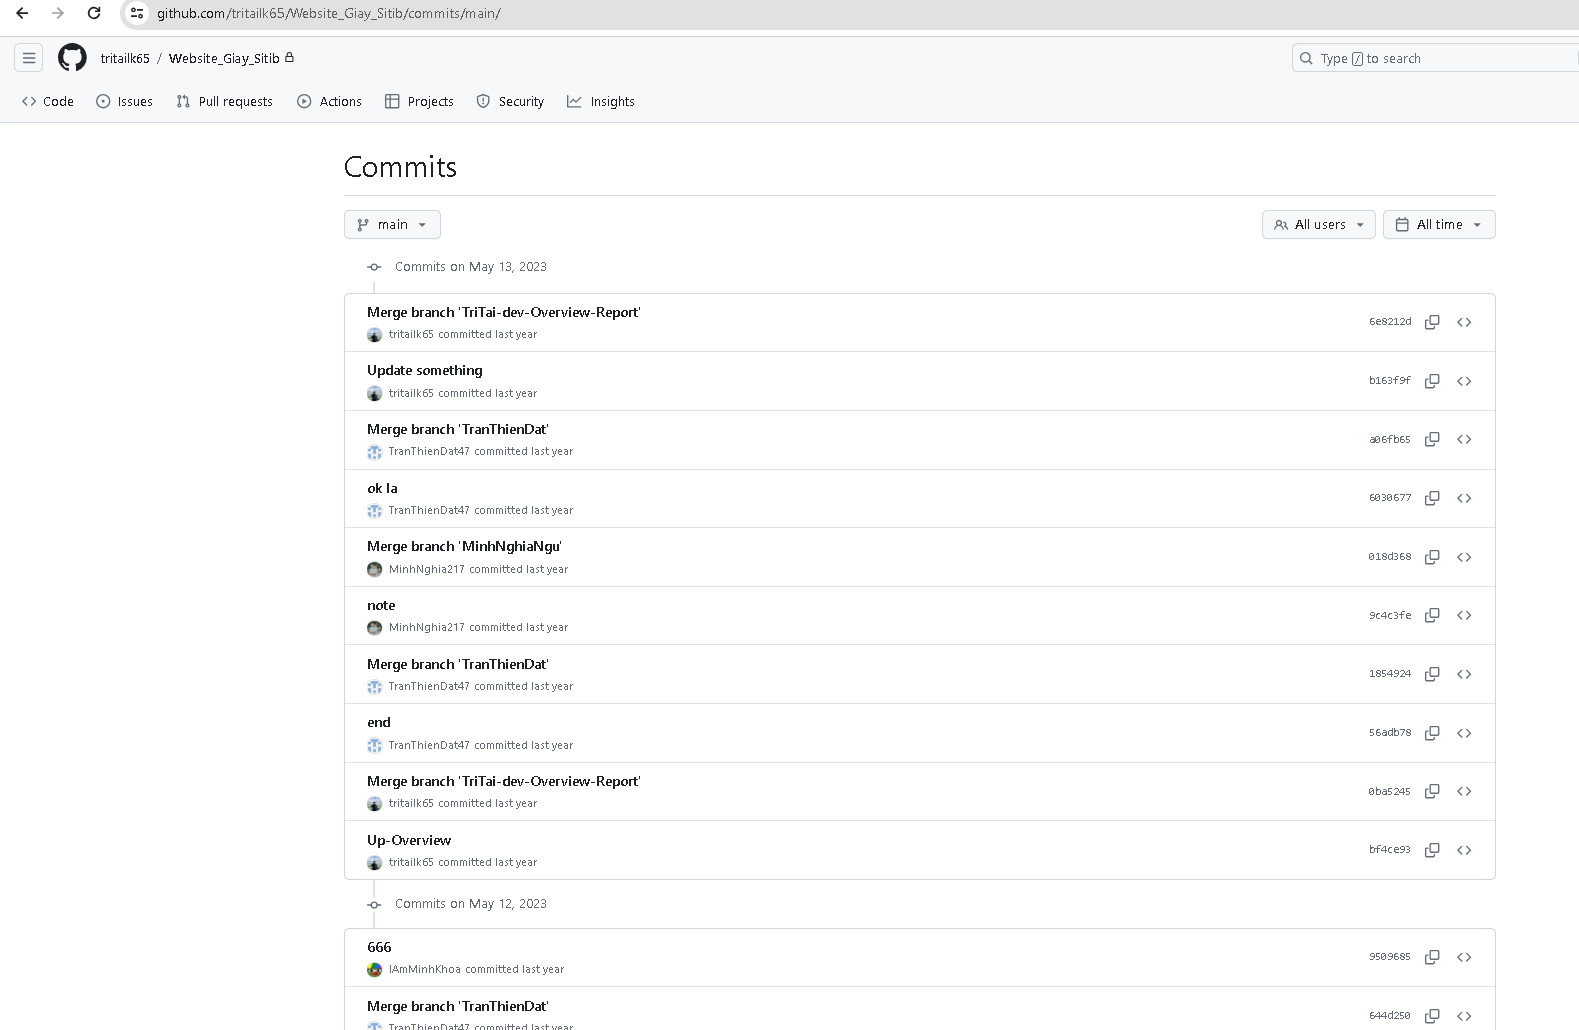 github.com/tritailk65/Website_Giay_Sitib/commits/main/
tritailk65 / Website_Giay_Sitib
Type / to search
Code Issues Pull requests Actions Projects Security Insights
Commits
main
All users All time
Commits on May 13, 2023
Merge branch 'TriTai-dev-Overview-Report'
tritailk65 committed last year
6e8212d
Update something
tritailk65 committed last year
b163f9f
Merge branch 'TranThienDat'
TranThienDat47 committed last year
a06fb65
ok la
TranThienDat47 committed last year
6030677
Merge branch 'MinhNghiaNgu'
MinhNghia217 committed last year
018d368
note
MinhNghia217 committed last year
9c4c3fe
Merge branch 'TranThienDat'
TranThienDat47 committed last year
1854924
end
TranThienDat47 committed last year
56adb78
Merge branch 'TriTai-dev-Overview-Report'
tritailk65 committed last year
0ba5245
Up-Overview
tritailk65 committed last year
bf4ce93
Commits on May 12, 2023
666
IAmMinhKhoa committed last year
9509685
Merge branch 'TranThienDat'
TranThienDat47 committed last year
644d250